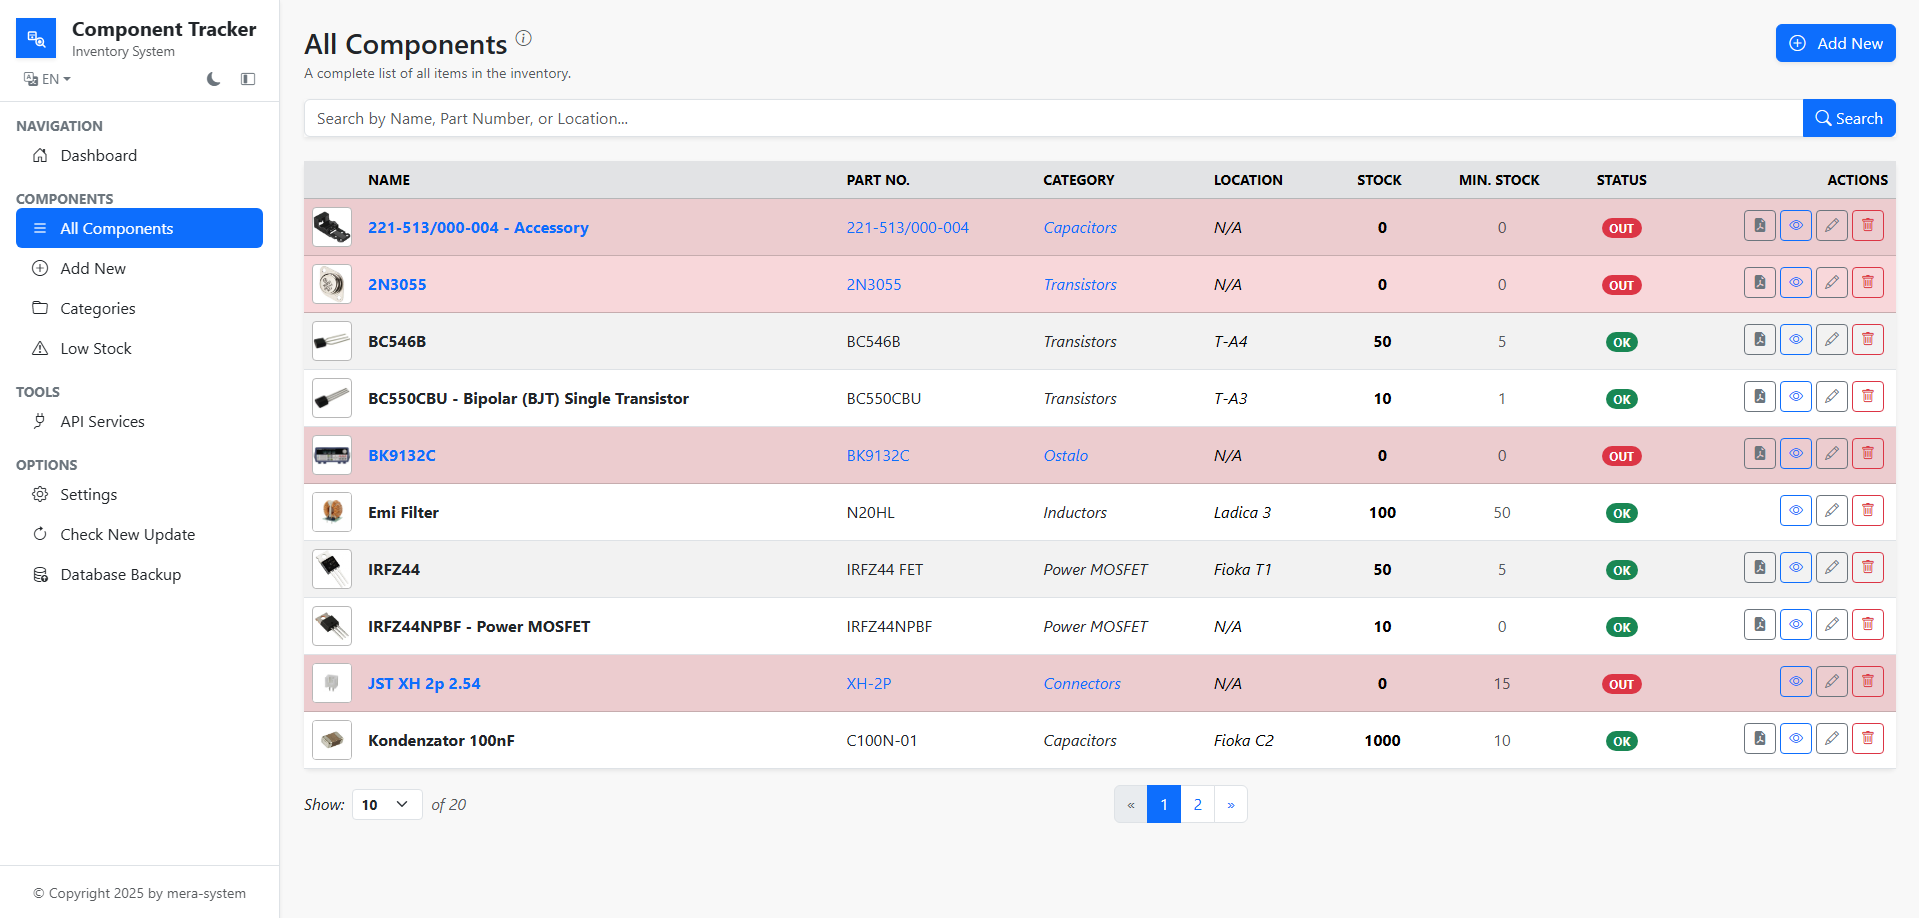 Component Tracker
Inventory System
EN
NAVIGATION
Dashboard
COMPONENTS
All Components
Add New
Categories
Low Stock
TOOLS
API Services
OPTIONS
Settings
Check New Update
Database Backup
© Copyright 2025 by mera-system
All Components
A complete list of all items in the inventory.
Add New
Search by Name, Part Number, or Location...
Search
NAME PART NO. CATEGORY LOCATION STOCK MIN. STOCK STATUS ACTIONS
221-513/000-004 - Accessory 221-513/000-004 Capacitors N/A 0 0 OUT
2N3055 2N3055 Transistors N/A 0 0 OUT
BC546B BC546B Transistors T-A4 50 5 OK
BC550CBU - Bipolar (BJT) Single Transistor BC550CBU Transistors T-A3 10 1 OK
BK9132C BK9132C Ostalo N/A 0 0 OUT
Emi Filter N20HL Inductors Ladica 3 100 50 OK
IRFZ44 IRFZ44 FET Power MOSFET Fioka T1 50 5 OK
IRFZ44NPBF - Power MOSFET IRFZ44NPBF Power MOSFET N/A 10 0 OK
JST XH 2p 2.54 XH-2P Connectors N/A 0 15 OUT
Kondenzator 100nF C100N-01 Capacitors Fioka C2 1000 10 OK
Show: 10 of 20
« 1 2 »